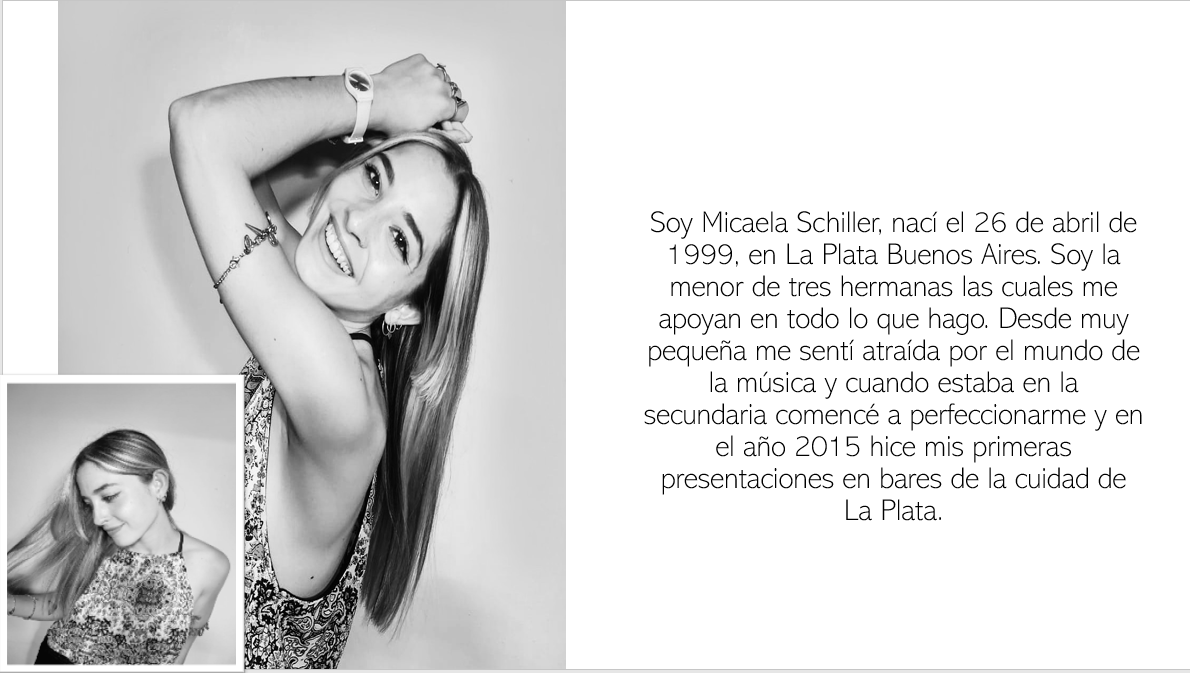 Soy Micaela Schiller, nací el 26 de abril de
1999, en La Plata Buenos Aires. Soy la
menor de tres hermanas las cuales me
apoyan en todo lo que hago. Desde muy
pequeña me sentí atraída por el mundo de
la música y cuando estaba en la
secundaria comencé a perfeccionarme y en
el año 2015 hice mis primeras
presentaciones en bares de la cuidad de
La Plata.